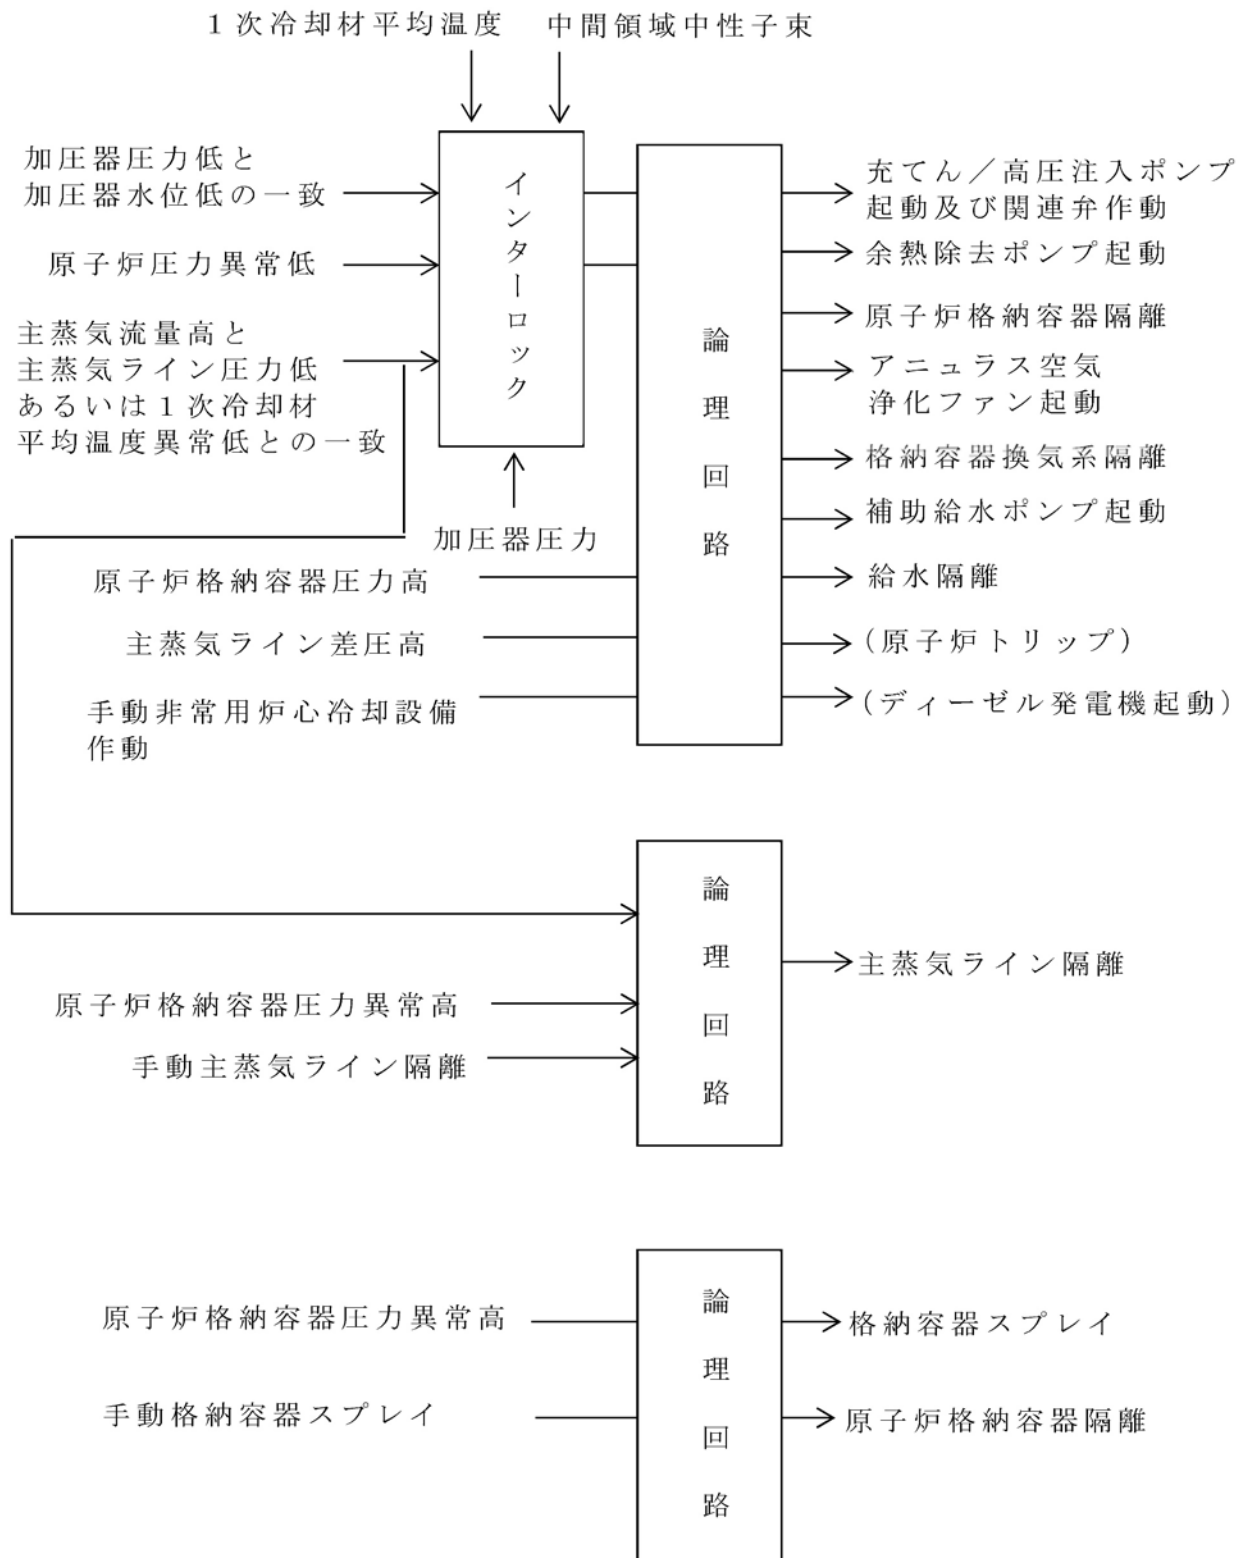 １次冷却材平均温度
中間領域中性子束
加圧器圧力低と
加圧器水位低の一致
原子炉圧力異常低
主蒸気流量高と
主蒸気ライン圧力低
あるいは１次冷却材
平均温度異常低との一致
インターロック
加圧器圧力
原子炉格納容器圧力高
主蒸気ライン差圧高
手動非常用炉心冷却設備
作動
論理回路
充てん／高圧注入ポンプ
起動及び関連弁作動
余熱除去ポンプ起動
原子炉格納容器隔離
アニュラス空気
浄化ファン起動
格納容器換気系隔離
補助給水ポンプ起動
給水隔離
（原子炉トリップ）
（ディーゼル発電機起動）
原子炉格納容器圧力異常高
手動主蒸気ライン隔離
論理回路
主蒸気ライン隔離
原子炉格納容器圧力異常高
手動格納容器スプレイ
論理回路
格納容器スプレイ
原子炉格納容器隔離